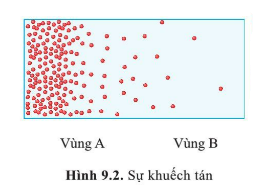 Vùng A Vùng B
Hình 9.2. Sự khuếch tán